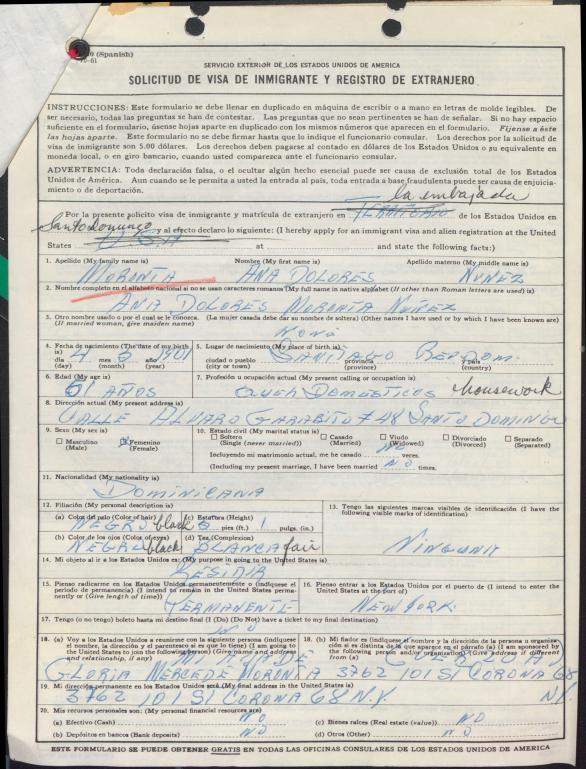 (Spanish)
SERVICIO EXTERIOR DE LOS ESTADOS UNIDOS DE AMERICA
SOLICITUD DE VISA DE INMIGRANTE Y REGISTRO DE EXTRANJERO
INSTRUCCIONES: Este formulario se debe llenar en duplicado en máquina de escribir o a mano en letras de molde legibles. De
ser necesario, todas las preguntas se han de contestar. Las preguntas que no sean pertinentes se han de señalar. Si no hay espacio
suficiente en el formulario, úsense hojas aparte en duplicado con los mismos números que aparecen en el formulario. Fíjense a éste
las hojas aparte. Este formulario no se debe firmar hasta que lo indique el funcionario consular. Los derechos por la solicitud
de visa de inmigrante son 5.00 dólares. Los derechos deben pagarse al contado en dólares de los Estados Unidos o su equivalente en
moneda local, o en giro bancario, cuando usted comparezca ante el funcionario consular.
ADVERTENCIA: Toda declaración falsa, o el ocultar algún hecho esencial puede ser causa de exclusión total de los Estados
Unidos de América. Aun cuando se le permita a usted la entrada al país, toda entrada a base fraudulenta puede ser causa de enjuiciamiento
o de deportación.
la embajada
Por la presente solicito visa de inmigrante y matrícula de extranjero en de los Estados Unidos en
Santo Domingo y al efecto declaro lo siguiente: (I hereby apply for an immigrant visa and alien registration at the United
States at and state the following facts:)
1. Apellido (My family name is) Nombre (My first name is) Apellido materno (My middle name is)
MORONTA ANA DOLORES NUÑEZ
2. Nombre completo en el alfabeto nacional si no se usan caracteres romanos (My full name in native alphabet (If other than Roman letters are used) is)
ANA DOLORES MORONTA NUÑEZ
3. Otro nombre usado o por el cual se le conozca. (La mujer casada debe dar su nombre de soltera) (Other names I have used or by which I have been known are)
(If married woman, give maiden name)
4. Fecha de nacimiento (The date of my birth is)
día 4 mes año 1901
(day) (month) (year)
5. Lugar de nacimiento (My place of birth is)
SANTIAGO REP DOM.
ciudad o pueblo provincia y país
(city or town) (province) (country)
6. Edad (My age is) 7. Profesión u ocupación actual (My present calling or occupation is)
61 AÑOS DOMESTICOS housework
8. Dirección actual (My present address is)
CALLE ALVARO GARABITO # 48 SANTO DOMINGO
9. Sexo (My sex is)
Masculino (Male) Femenino (Female)
10. Estado civil (My marital status is)
Soltero (Single (never married)) Casado (Married) Viudo (Widowed) Divorciado (Divorced) Separado (Separated)
Incluyendo mi matrimonio actual, me he casado NO veces.
(Including my present marriage, I have been married NO times.
11. Nacionalidad (My nationality is)
DOMINICANA
12. Filiación (My personal description is)
(a) Color del pelo (Color of hair) (c) Estatura (Height)
NEGRO black 5 pies (ft.) 1 pulgs. (in.)
(b) Color de los ojos (Color of eyes) (d) Tez (Complexion)
NEGRO black BLANCA fair
13. Tengo las siguientes marcas visibles de identificación (I have the
following visible marks of identification)
NINGUNA
14. Mi objeto al ir a los Estados Unidos es: (My purpose in going to the United States is)
RESIDIR
15. Pienso radicarme en los Estados Unidos permanentemente o (indíquese el
período de permanencia) (I intend to remain in the United States permanently
or (Give length of time))
PERMANENTE
16. Pienso entrar a los Estados Unidos por el puerto de (I intend to enter the
United States at the port of)
NEW YORK.
17. Tengo (o no tengo) boleto hasta mi destino final (I Do) (Do Not) have a ticket to my final destination)
NO
18. (a) Voy a los Estados Unidos a reunirme con la siguiente persona (indíquese
el nombre, la dirección y el parentesco si es que lo tiene) (I am going to
the United States to join the following person) (Give name and address
and relationship, if any)
18. (b) Mi fiador es (indíquese el nombre y la dirección de la persona u organización
si es distinta de la que aparece en el párrafo (a) (I am sponsored by
the following person and/or organization) (Give address if different
from (a)
GLORIA MERCEDE MORONTA 3762 101 ST CORONA 68
N.Y.
19. Mi dirección permanente en los Estados Unidos será (My final address in the United States is)
3762 101 ST CORONA 68 N.Y.
20. Mis recursos personales son: (My personal financial resources are)
(a) Efectivo (Cash) NO (c) Bienes raíces (Real estate (value)) NO
(b) Depósitos en bancos (Bank deposits) NO (d) Otros (Other) NO
ESTE FORMULARIO SE PUEDE OBTENER GRATIS EN TODAS LAS OFICINAS CONSULARES DE LOS ESTADOS UNIDOS DE AMERICA